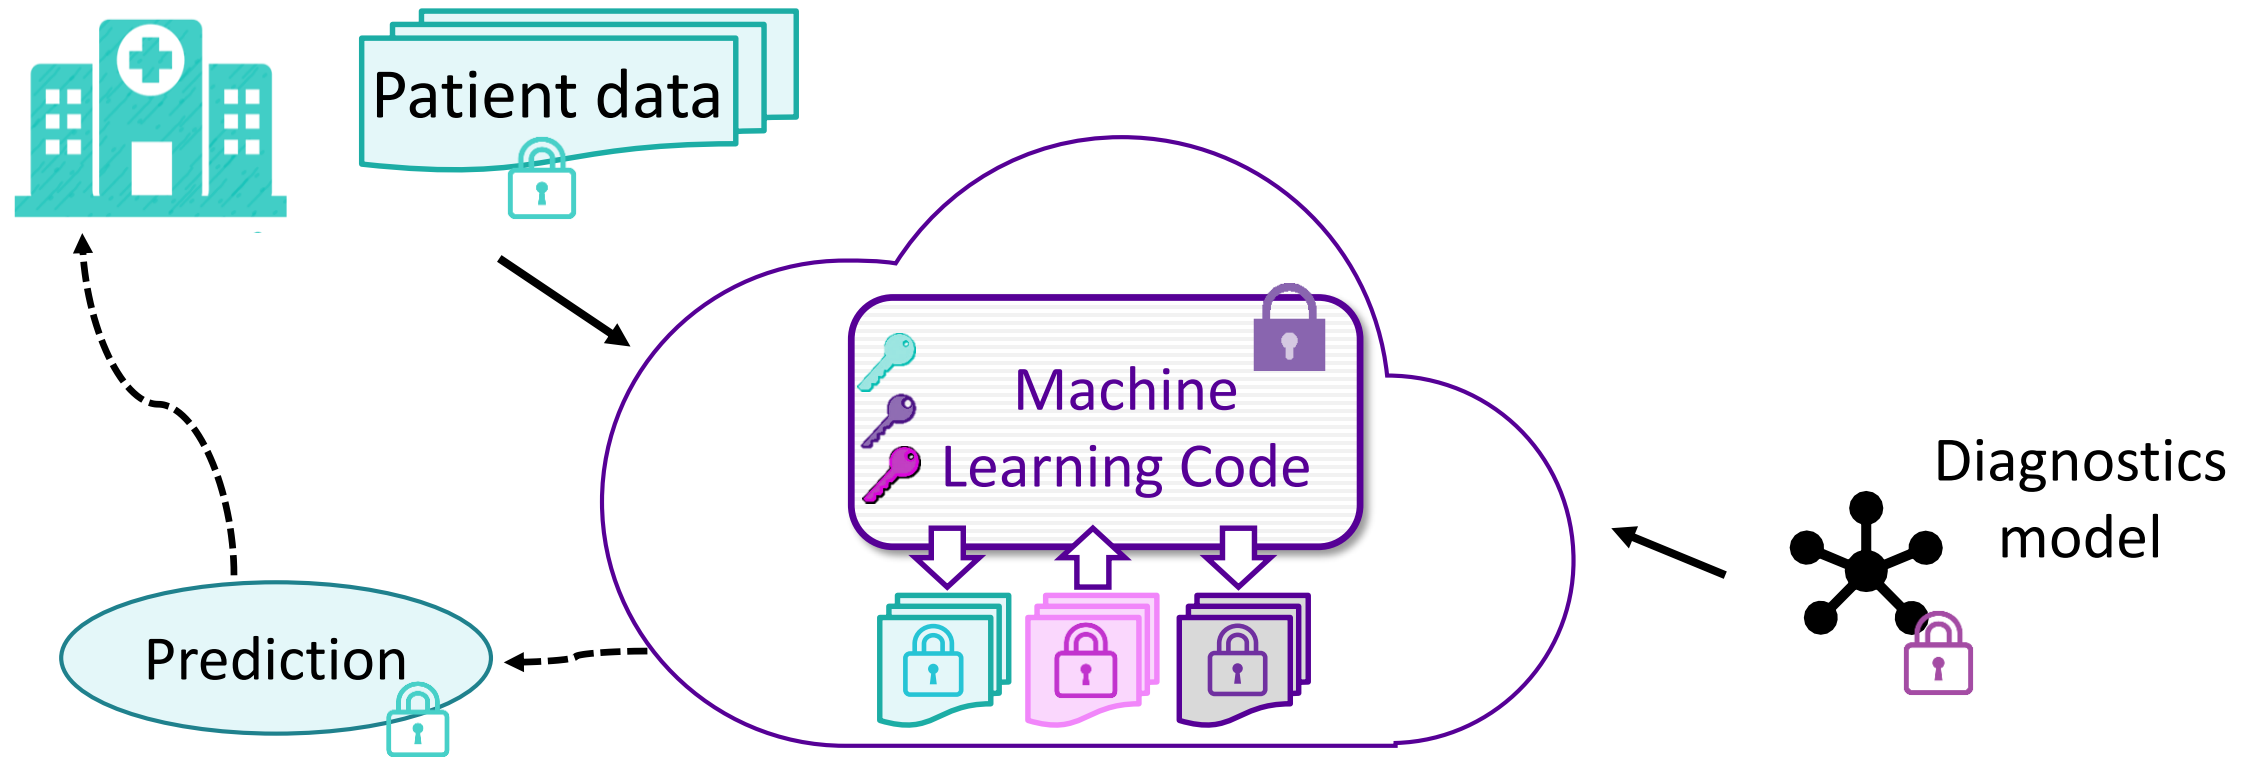 Patient data
Machine
Learning Code
Diagnostics
model
Prediction